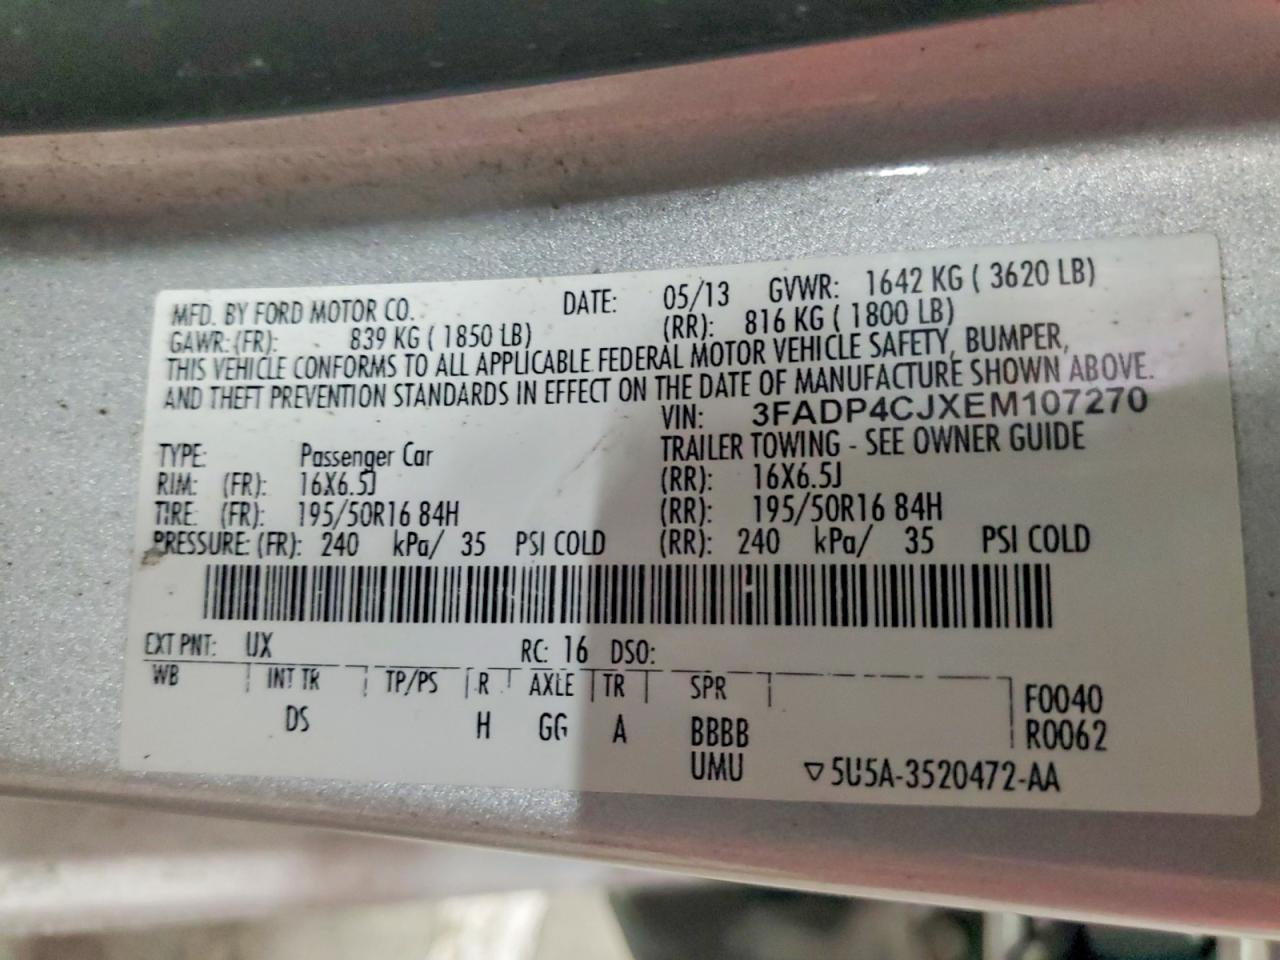 MFD. BY FORD MOTOR CO. DATE: 05/13 GVWR: 1642 KG ( 3620 LB)
GAWR: (FR): 839 KG ( 1850 LB) (RR): 816 KG ( 1800 LB)
THIS VEHICLE CONFORMS TO ALL APPLICABLE FEDERAL MOTOR VEHICLE SAFETY, BUMPER,
AND THEFT PREVENTION STANDARDS IN EFFECT ON THE DATE OF MANUFACTURE SHOWN ABOVE.
VIN: 3FADP4CJXEM107270
TYPE: Passenger Car TRAILER TOWING - SEE OWNER GUIDE
RIM: (FR): 16X6.5J (RR): 16X6.5J
TIRE: (FR): 195/50R16 84H (RR): 195/50R16 84H
PRESSURE: (FR): 240 kPa/ 35 PSI COLD (RR): 240 kPa/ 35 PSI COLD
EXT PNT: UX RC: 16 DSO:
WB INT TR TP/PS R AXLE TR SPR F0040
DS H GG A BBBB R0062
UMU ▽5U5A-3520472-AA